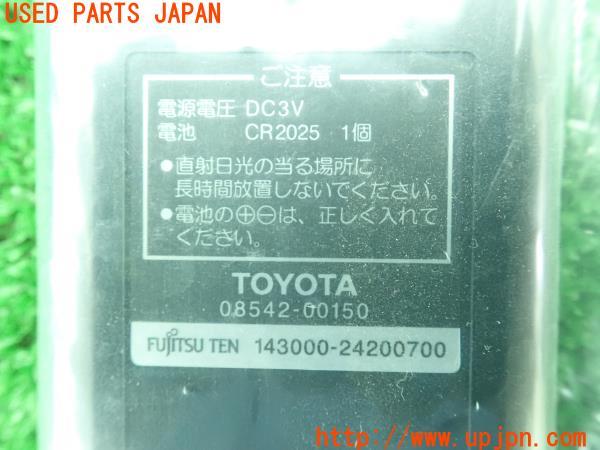 USED PARTS JAPAN
ご注意
電源電圧 DC3V
電池 CR2025 1個
●直射日光の当る場所に
長時間放置しないでください。
●電池の⊕⊖は、正しく入れて
ください。
TOYOTA
08542-00150
FUJITSU TEN 143000-24200700
http://www.upjpn.com/